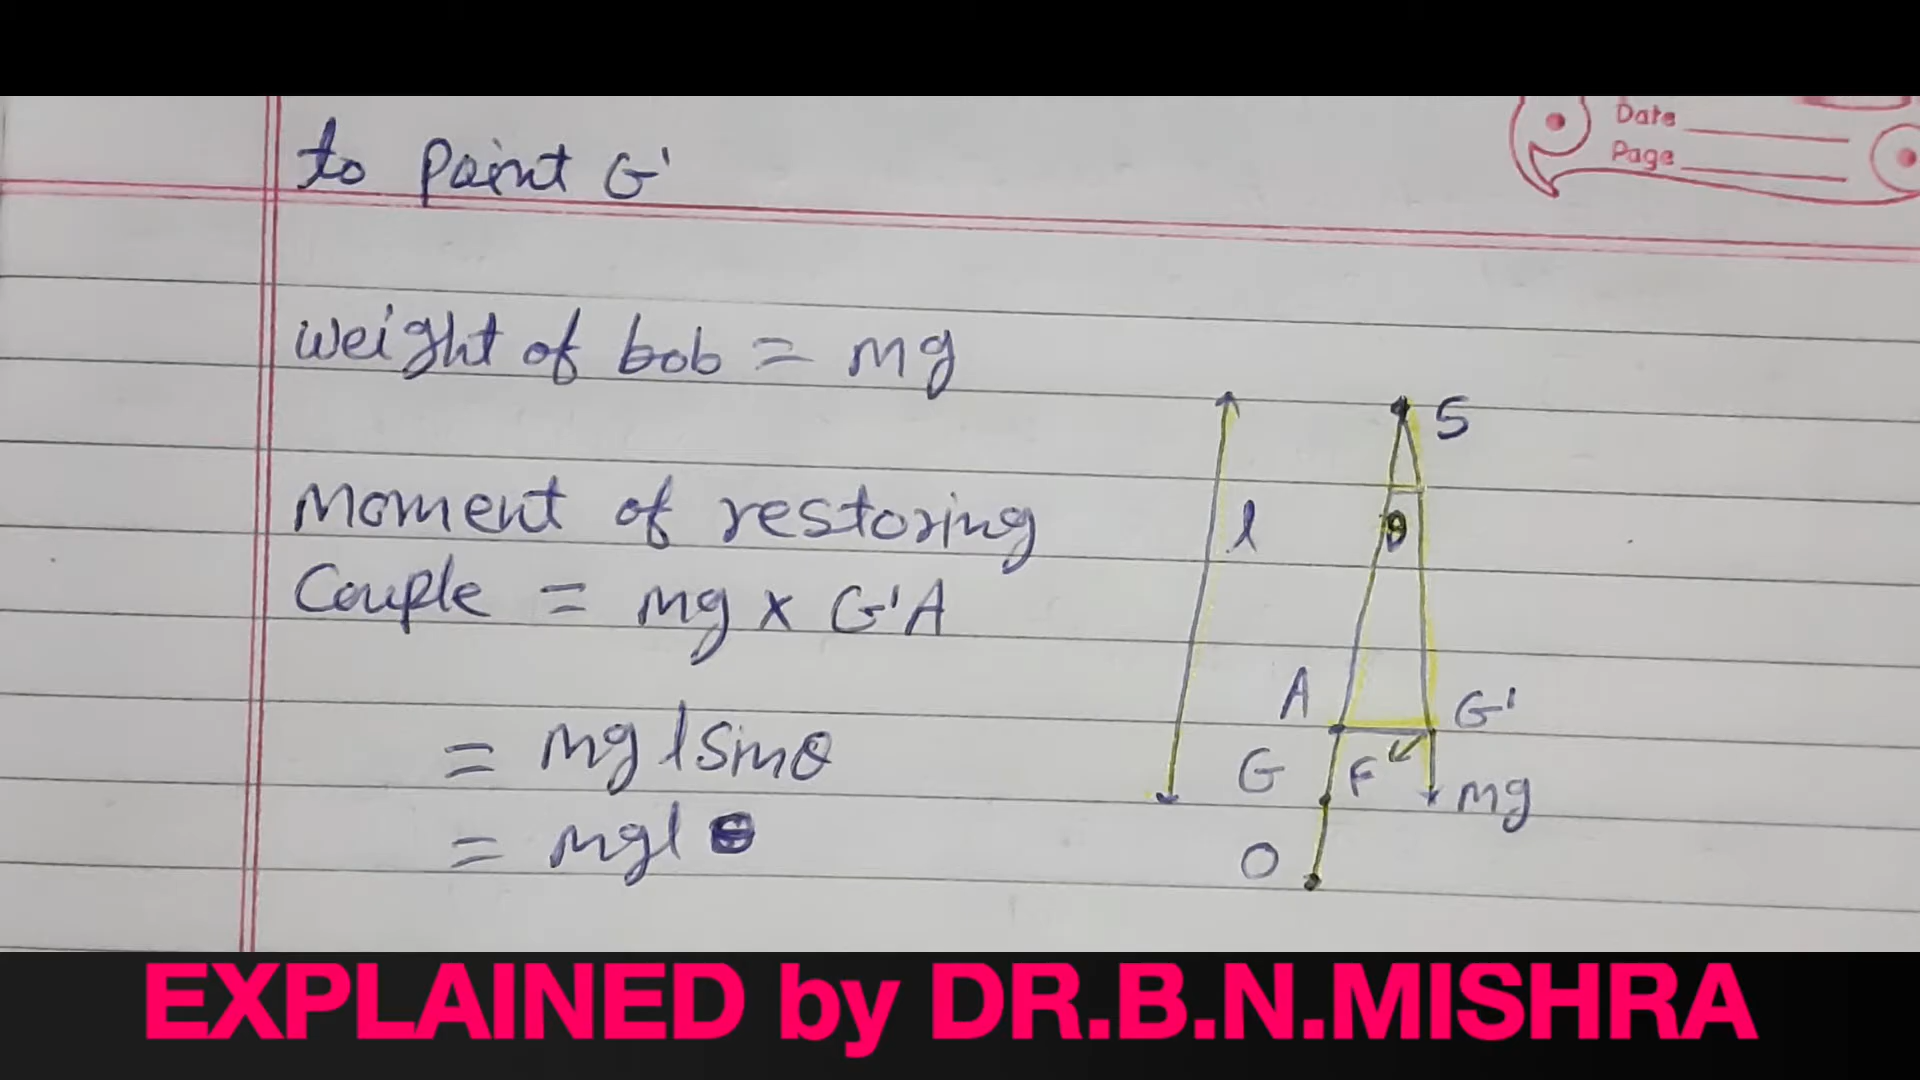 Date
Page
to point G'
weight of bob = mg
Moment of restoring
Couple = mg x G'A
= mg l sinθ
= mgl θ
S
l
θ
A
G'
G
F
mg
O
EXPLAINED by DR.B.N.MISHRA